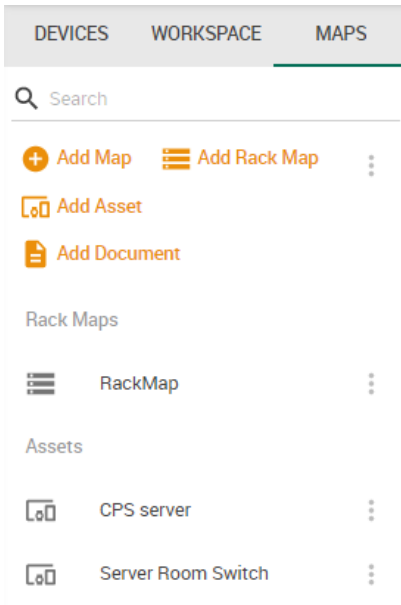 DEVICES WORKSPACE MAPS
Search
Add Map Add Rack Map
Add Asset
Add Document
Rack Maps
RackMap
Assets
CPS server
Server Room Switch